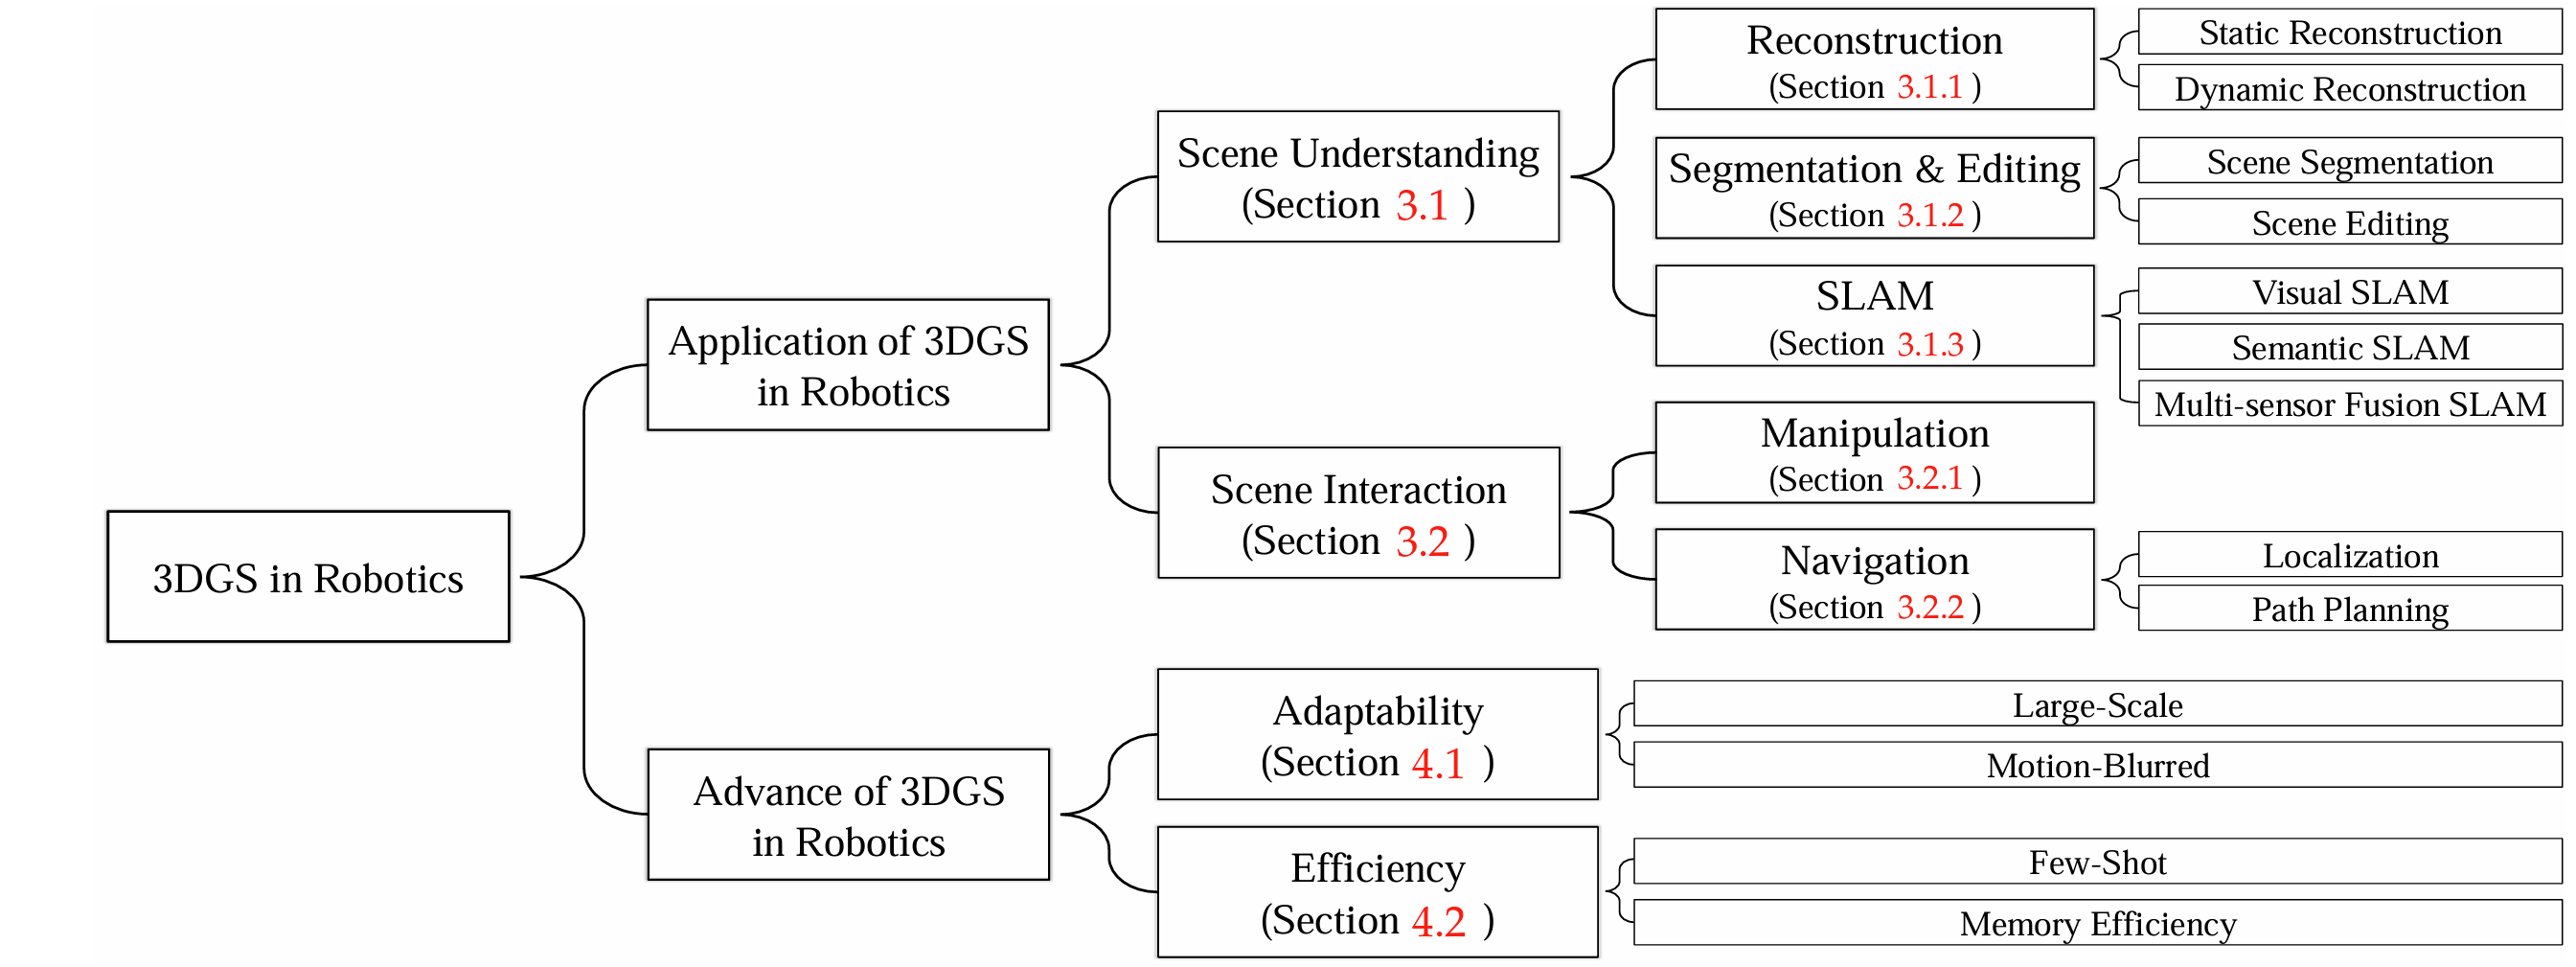 3DGS in Robotics
Application of 3DGS
in Robotics
Scene Understanding
(Section 3.1 )
Reconstruction
(Section 3.1.1 )
Static Reconstruction
Dynamic Reconstruction
Segmentation & Editing
(Section 3.1.2 )
Scene Segmentation
Scene Editing
SLAM
(Section 3.1.3 )
Visual SLAM
Semantic SLAM
Multi-sensor Fusion SLAM
Scene Interaction
(Section 3.2 )
Manipulation
(Section 3.2.1 )
Navigation
(Section 3.2.2 )
Localization
Path Planning
Advance of 3DGS
in Robotics
Adaptability
(Section 4.1 )
Large-Scale
Motion-Blurred
Efficiency
(Section 4.2 )
Few-Shot
Memory Efficiency